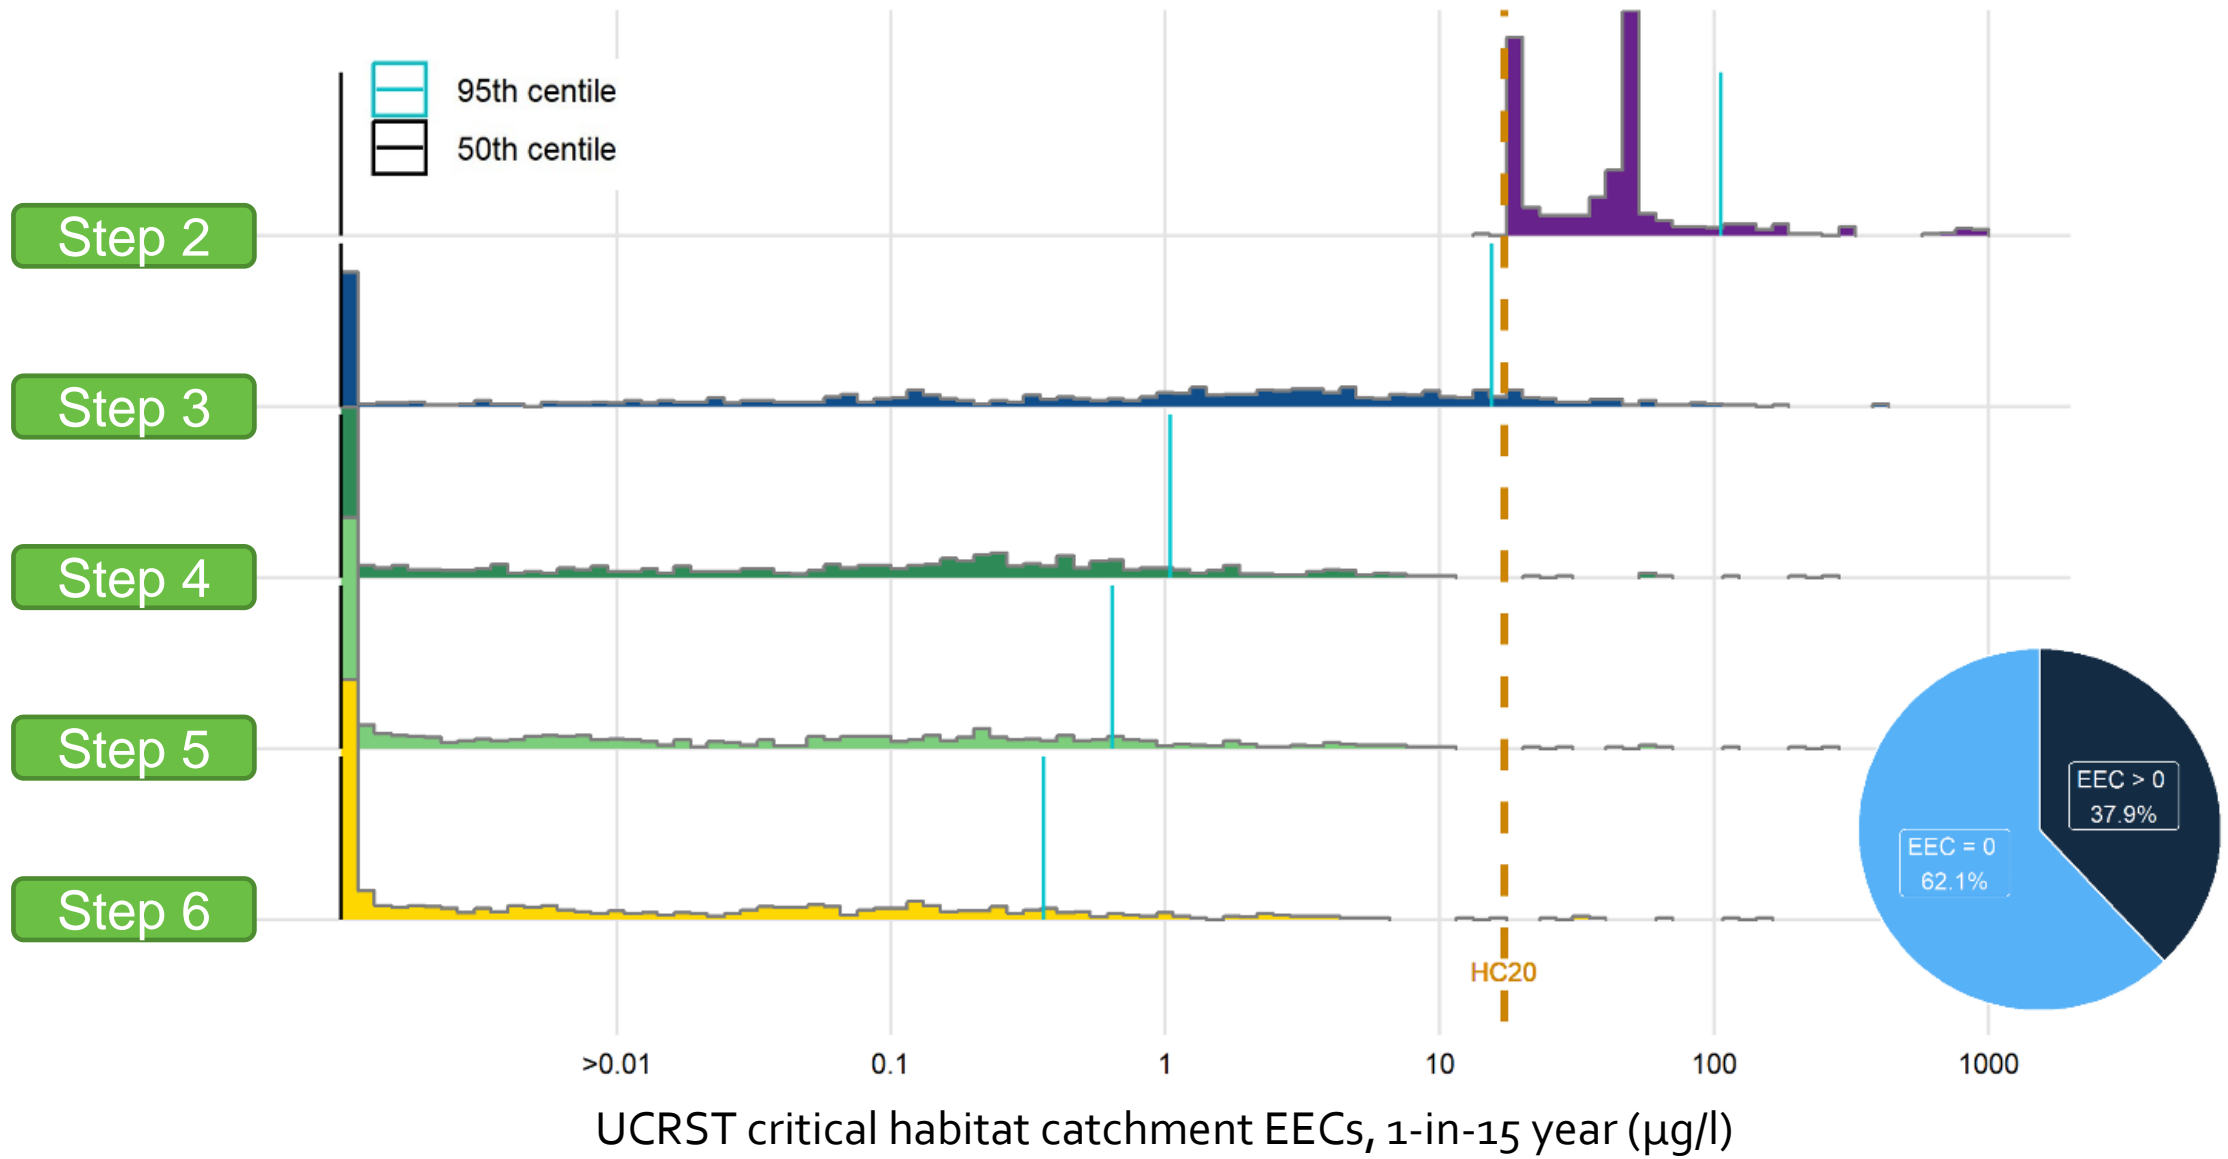 95th centile
50th centile
Step 2
Step 3
Step 4
Step 5
Step 6
EEC > 0
37.9%
EEC = 0
62.1%
HC20
>0.01
0.1
1
10
100
1000
UCRST critical habitat catchment EECs, 1-in-15 year (µg/l)